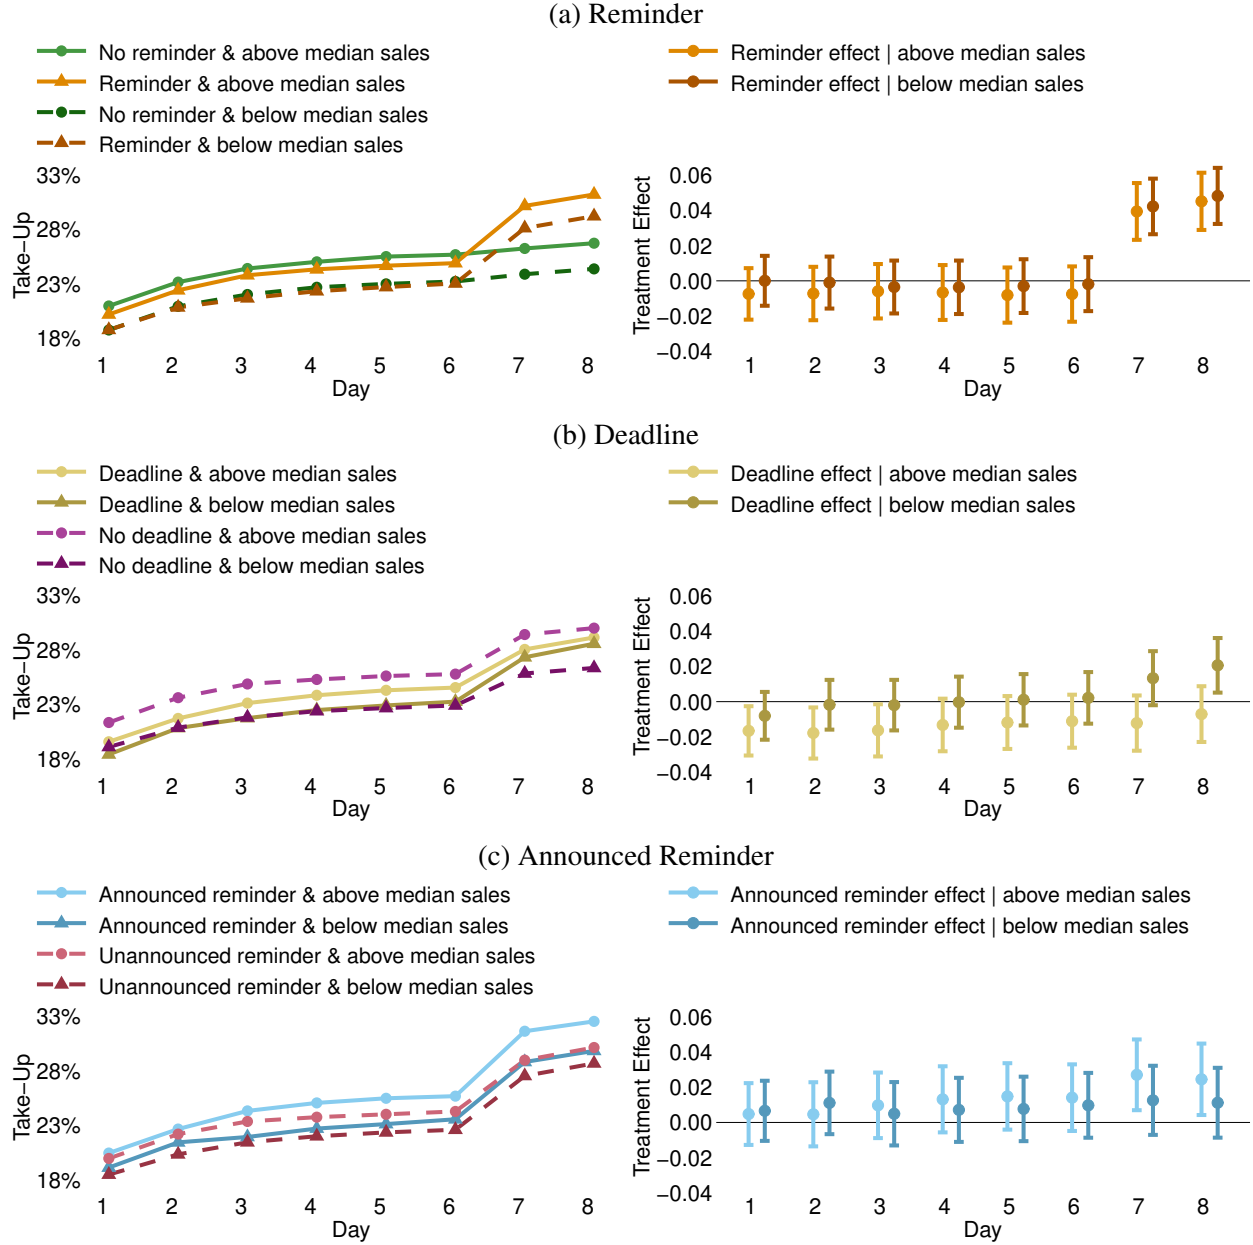 (a) Reminder
No reminder & above median sales
Reminder & above median sales
No reminder & below median sales
Reminder & below median sales
33%
28%
23%
18%
Take−Up
1 2 3 4 5 6 7 8
Day
Reminder effect | above median sales
Reminder effect | below median sales
0.06
0.04
0.02
0.00
−0.02
−0.04
Treatment Effect
1 2 3 4 5 6 7 8
Day
(b) Deadline
Deadline & above median sales
Deadline & below median sales
No deadline & above median sales
No deadline & below median sales
33%
28%
23%
18%
Take−Up
1 2 3 4 5 6 7 8
Day
Deadline effect | above median sales
Deadline effect | below median sales
0.06
0.04
0.02
0.00
−0.02
−0.04
Treatment Effect
1 2 3 4 5 6 7 8
Day
(c) Announced Reminder
Announced reminder & above median sales
Announced reminder & below median sales
Unannounced reminder & above median sales
Unannounced reminder & below median sales
33%
28%
23%
18%
Take−Up
1 2 3 4 5 6 7 8
Day
Announced reminder effect | above median sales
Announced reminder effect | below median sales
0.06
0.04
0.02
0.00
−0.02
−0.04
Treatment Effect
1 2 3 4 5 6 7 8
Day